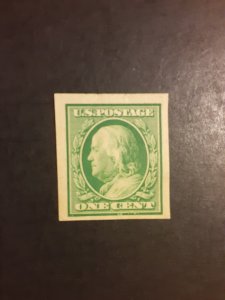 U.S. POSTAGE
ONE CENT